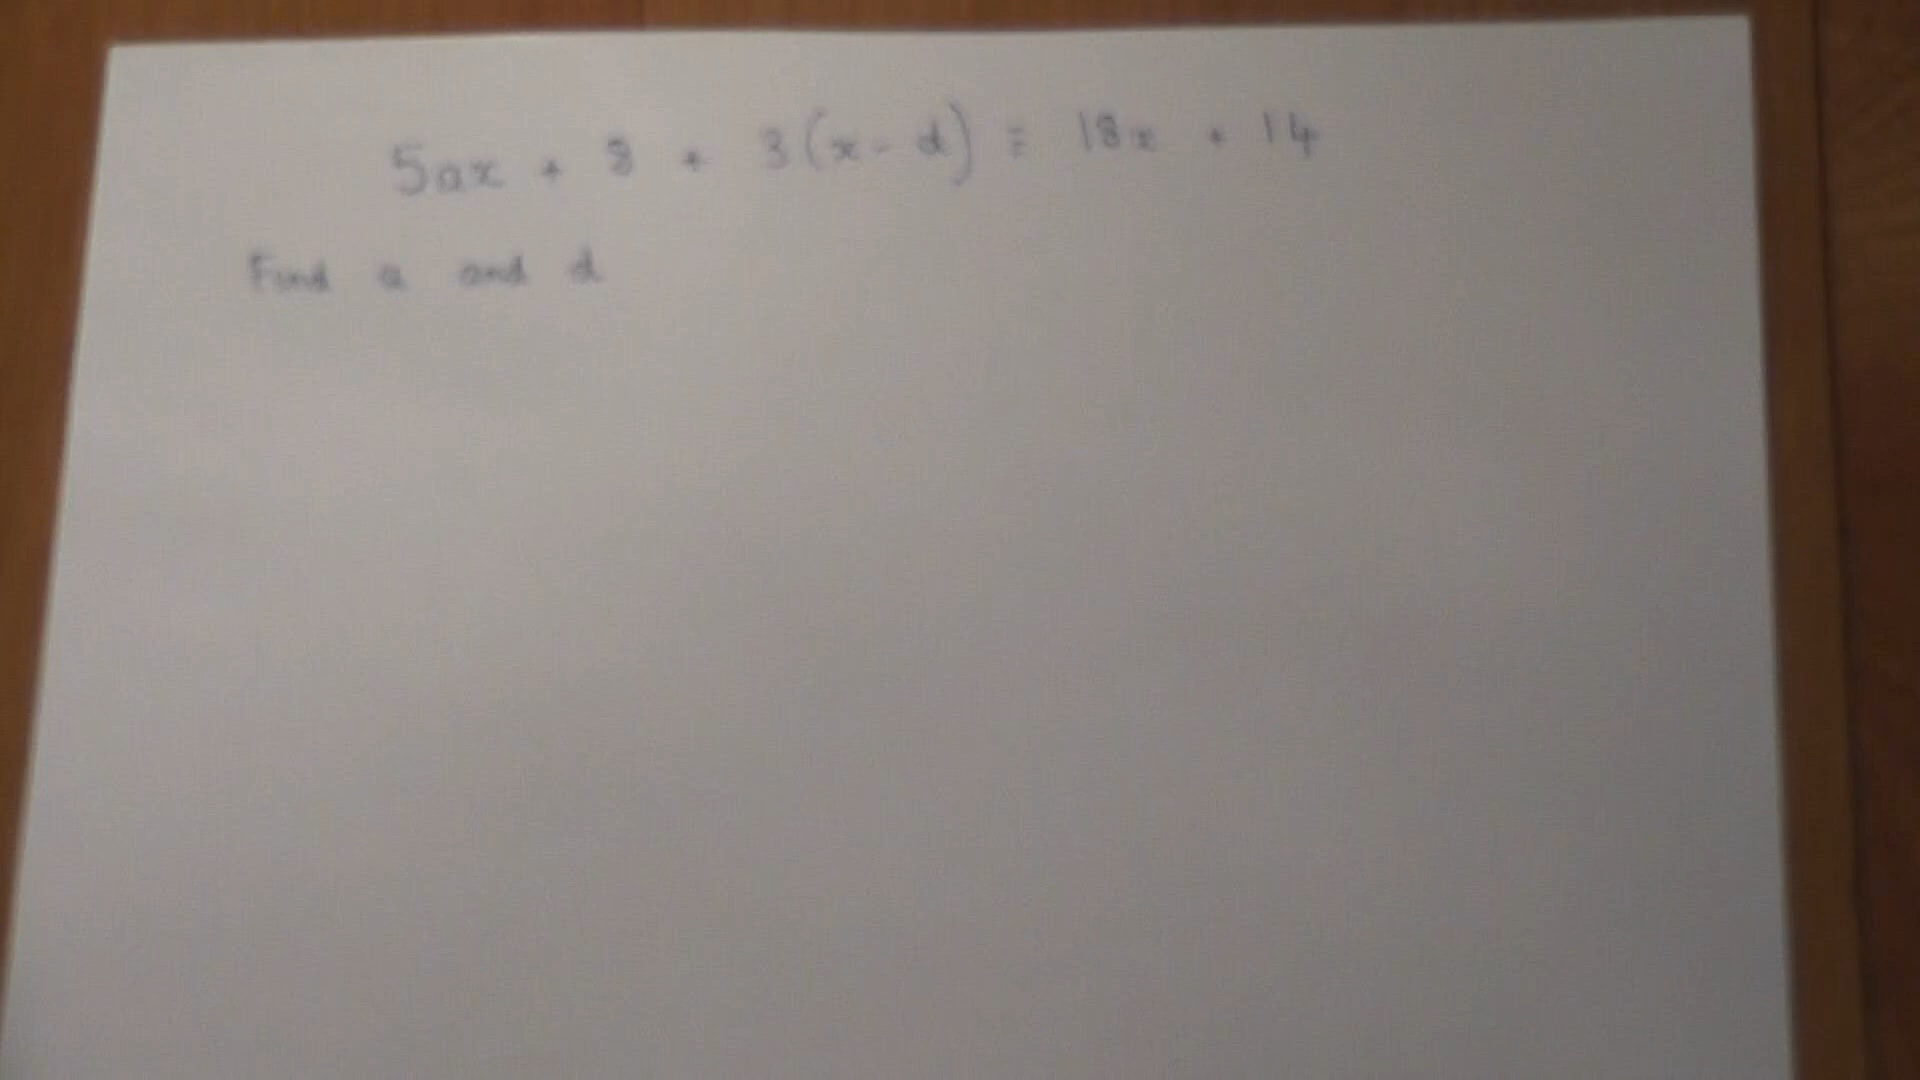 5ax + 8 + 3(x - d) ≡ 18x + 14
Find a and d